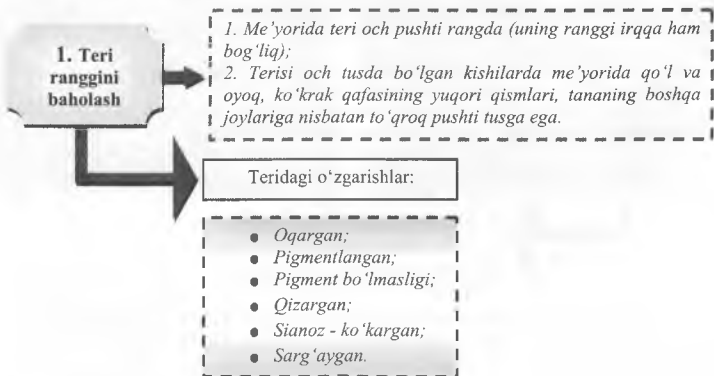 1. Teri
ranggini
baholash
1. Me’yorida teri och pushti rangda (uning ranggi irqqa ham
bog‘liq);
2. Terisi och tusda bo‘lgan kishilarda me’yorida qo‘l va
oyoq, ko‘krak qafasining yuqori qismlari, tananing boshqa
joylariga nisbatan to‘qroq pushti tusga ega.
Teridagi o‘zgarishlar:
● Oqargan;
● Pigmentlangan;
● Pigment bo‘lmasligi;
● Qizargan;
● Sianoz - ko‘kargan;
● Sarg‘aygan.